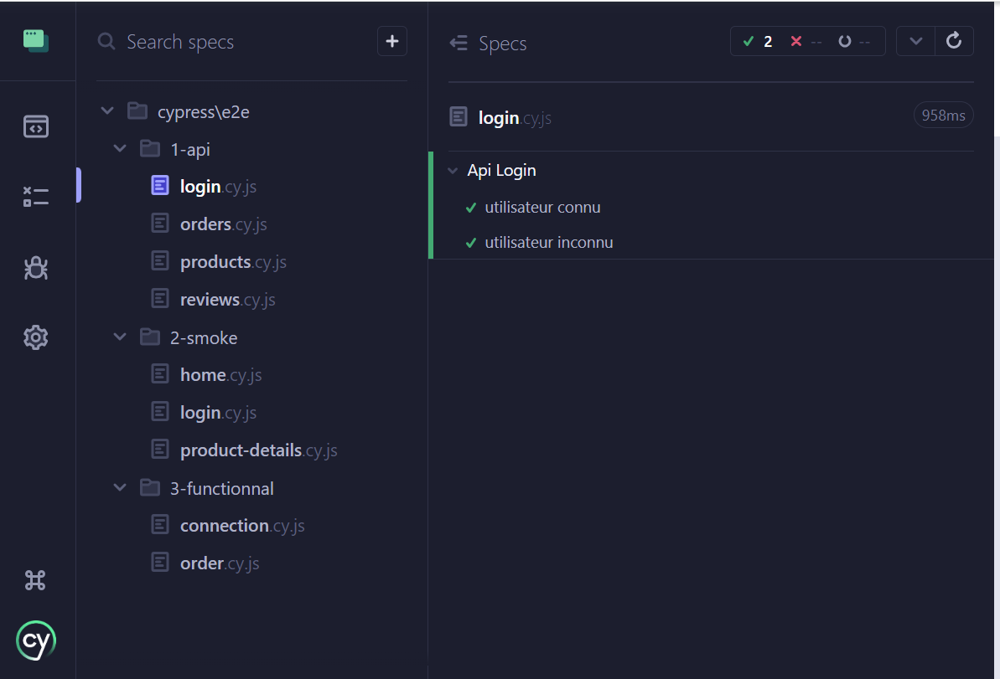 Search specs
+
cypress\e2e
1-api
login.cy.js
orders.cy.js
products.cy.js
reviews.cy.js
2-smoke
home.cy.js
login.cy.js
product-details.cy.js
3-functionnal
connection.cy.js
order.cy.js
cy
Specs
2 -- --
login.cy.js 958ms
Api Login
utilisateur connu
utilisateur inconnu